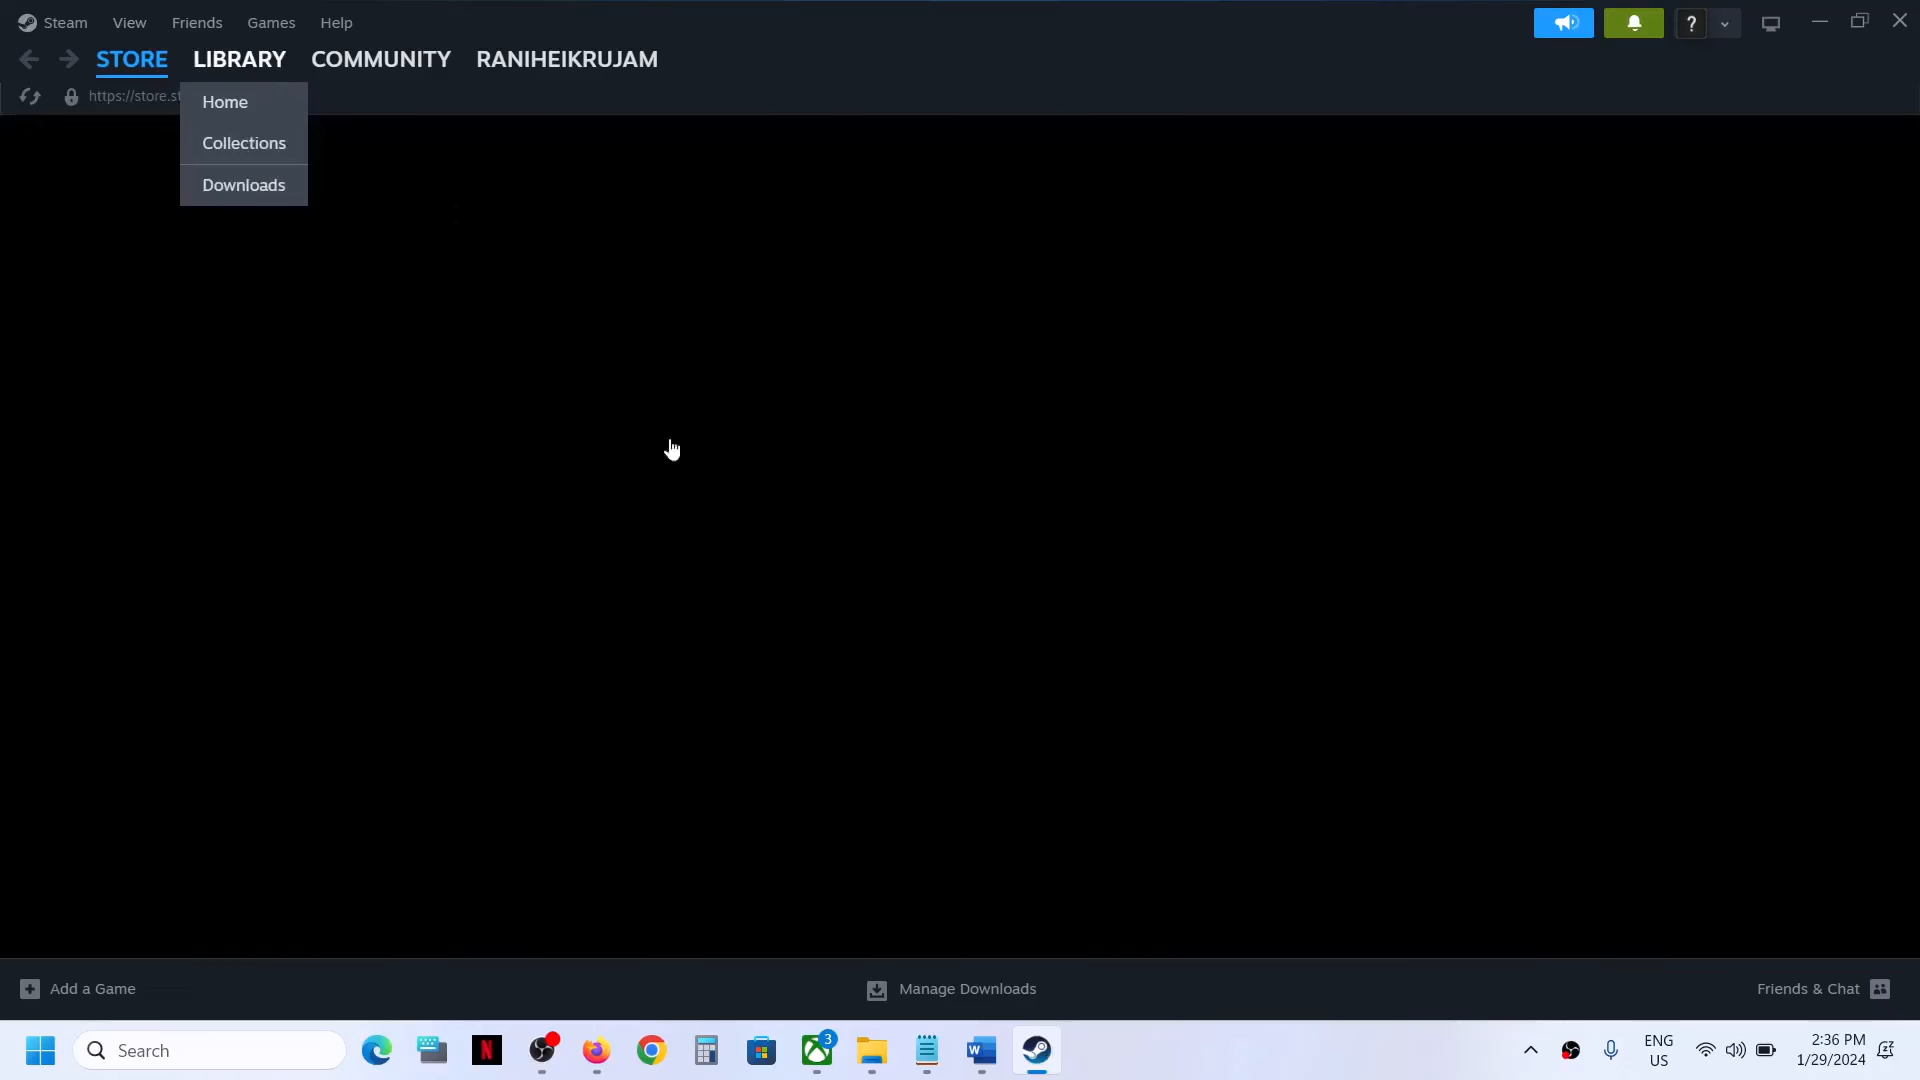 Steam View Friends Games Help
?
STORE LIBRARY COMMUNITY RANIHEIKRUJAM
https://store.st
Home
Collections
Downloads
Add a Game
Manage Downloads
Friends & Chat
Search
N
3
W
ENG
US
2:36 PM
1/29/2024